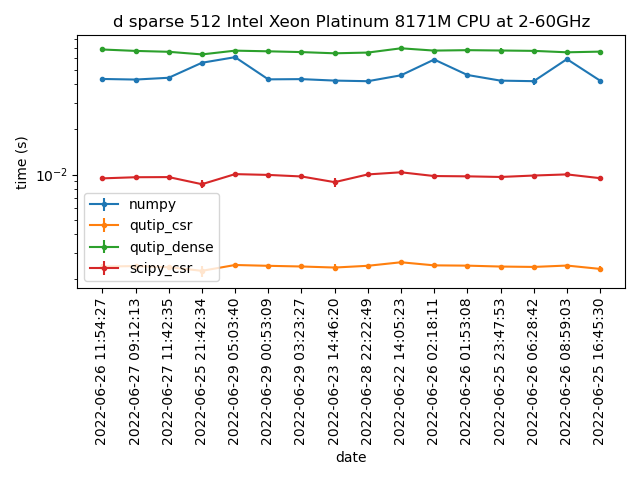 d sparse 512 Intel Xeon Platinum 8171M CPU at 2-60GHz
time (s)
10^{-2}
numpy
qutip_csr
qutip_dense
scipy_csr
2022-06-26 11:54:27
2022-06-27 09:12:13
2022-06-27 11:42:35
2022-06-25 21:42:34
2022-06-29 05:03:40
2022-06-29 00:53:09
2022-06-29 03:23:27
2022-06-23 14:46:20
2022-06-28 22:22:49
2022-06-22 14:05:23
2022-06-26 02:18:11
2022-06-26 01:53:08
2022-06-25 23:47:53
2022-06-26 06:28:42
2022-06-26 08:59:03
2022-06-25 16:45:30
date